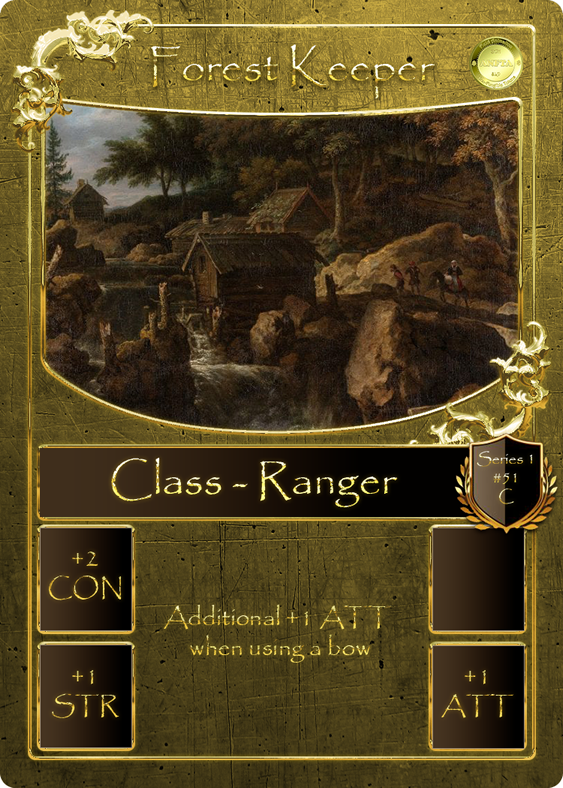 Forest Keeper
Class - Ranger
Series 1
#51
C
+2
CON
Additional +1 ATT
when using a bow
+1
STR
+1
ATT